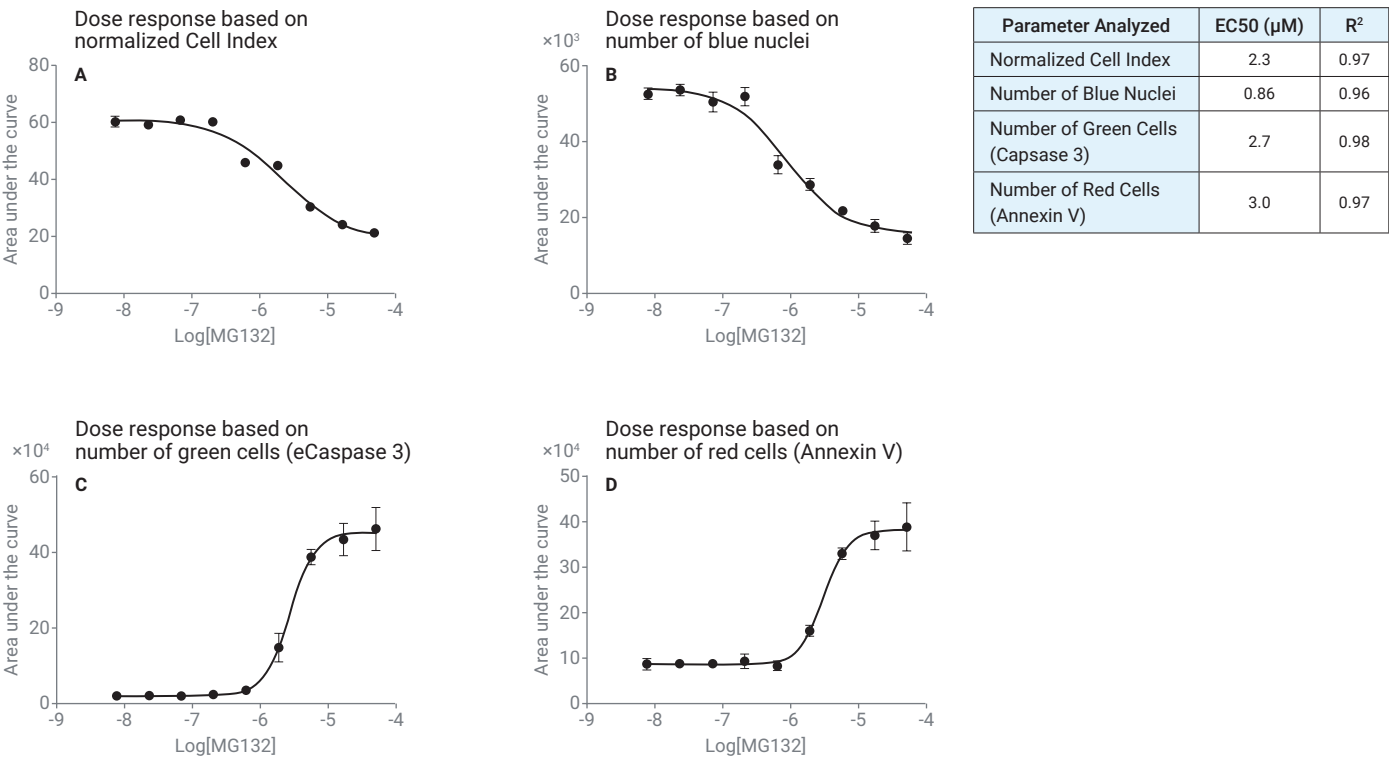 Dose response based on
normalized Cell Index
A
Area under the curve
80
60
40
20
0
-9 -8 -7 -6 -5 -4
Log[MG132]
Dose response based on
number of blue nuclei
×10³
B
Area under the curve
60
40
20
0
-9 -8 -7 -6 -5 -4
Log[MG132]
Parameter Analyzed EC50 (μM) R²
Normalized Cell Index 2.3 0.97
Number of Blue Nuclei 0.86 0.96
Number of Green Cells
(Capsase 3) 2.7 0.98
Number of Red Cells
(Annexin V) 3.0 0.97
Dose response based on
number of green cells (eCaspase 3)
×10⁴
C
Area under the curve
60
40
20
0
-9 -8 -7 -6 -5 -4
Log[MG132]
Dose response based on
number of red cells (Annexin V)
×10⁴
D
Area under the curve
50
40
30
20
10
0
-9 -8 -7 -6 -5 -4
Log[MG132]